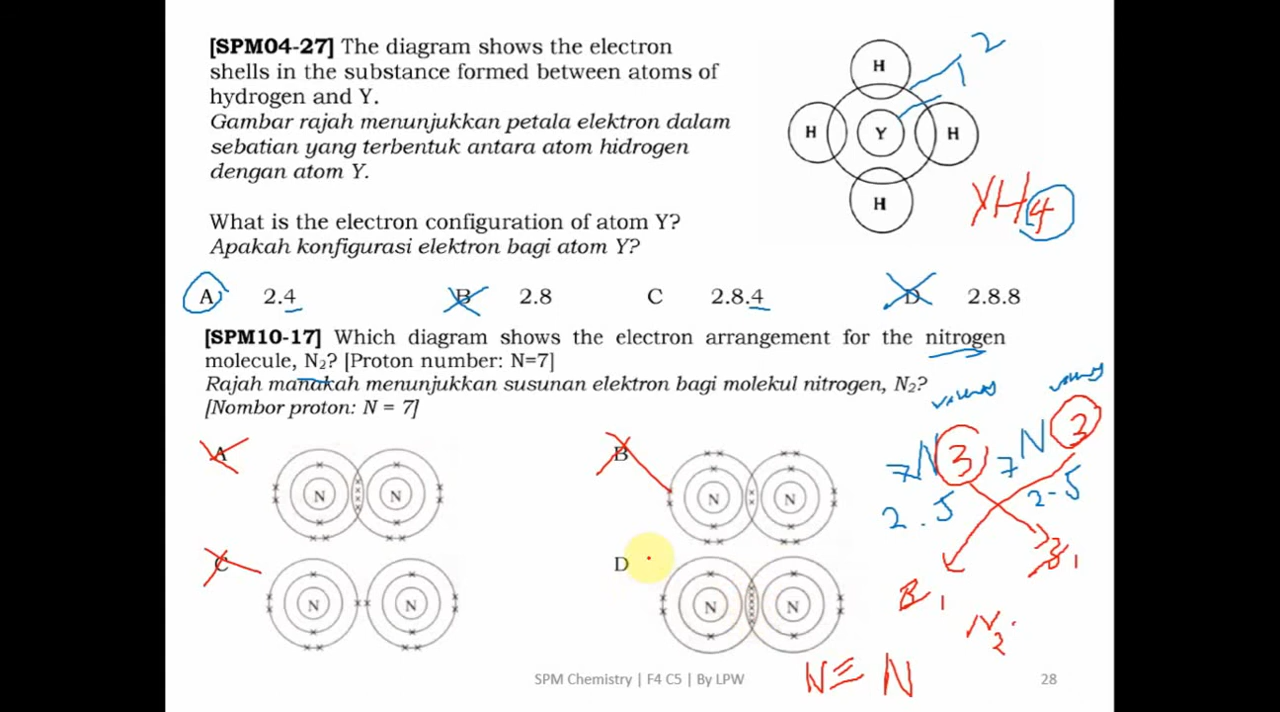 [SPM04-27] The diagram shows the electron
shells in the substance formed between atoms of
hydrogen and Y.
Gambar rajah menunjukkan petala elektron dalam
sebatian yang terbentuk antara atom hidrogen
dengan atom Y.
What is the electron configuration of atom Y?
Apakah konfigurasi elektron bagi atom Y?
H
H Y H
H
2
1
YH4
A 2.4 B 2.8 C 2.8.4 D 2.8.8
[SPM10-17] Which diagram shows the electron arrangement for the nitrogen
molecule, N2? [Proton number: N=7]
Rajah manakah menunjukkan susunan elektron bagi molekul nitrogen, N2?
[Nombor proton: N = 7]
A N N
B N N
C N N
D N N
7N 3 7N 3
2.5 2-5
1 1
N2
N≡N
SPM Chemistry | F4 C5 | By LPW
28